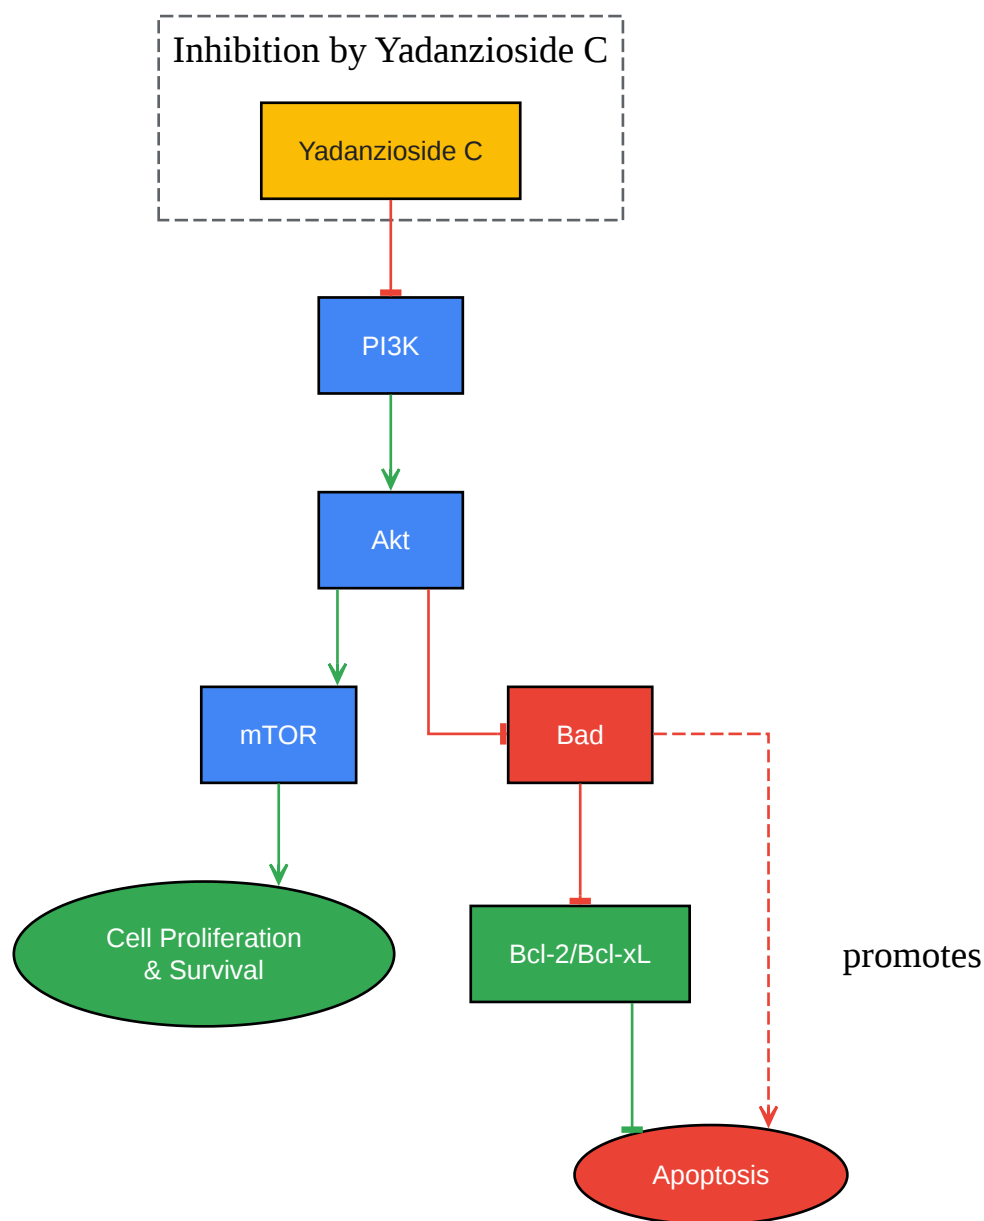 Inhibition by Yadanzioside C
Yadanzioside C
PI3K
Akt
mTOR
Bad
Cell Proliferation
& Survival
Bcl-2/Bcl-xL
promotes
Apoptosis